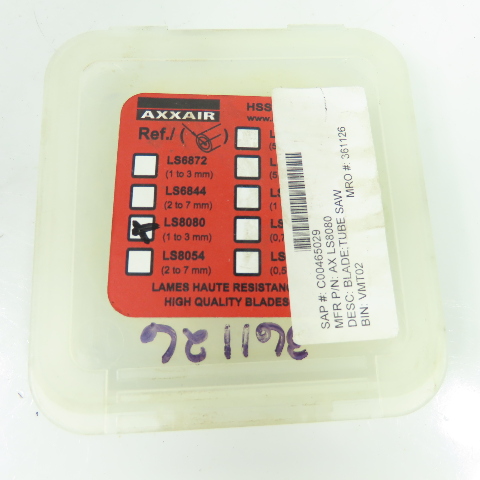 AXXAIR
HSS
www.
Ref./
LS6872
(1 to 3 mm)
LS6844
(2 to 7 mm)
LS8080
(1 to 3 mm)
LS8054
(2 to 7 mm)
LAMES HAUTE
HIGH QUALITY BLADES
SAP #: C00465029
MFR P/N: AX LS8080
DESC: BLADE:TUBE SAW
BIN: VMT02
MRO #: 361126
361126